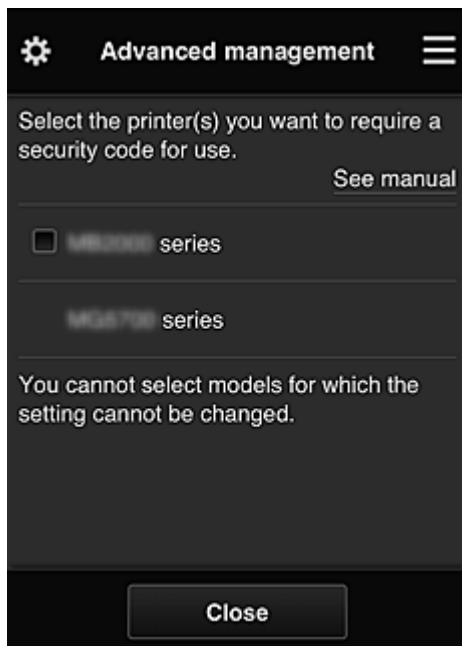 Advanced management
Select the printer(s) you want to require a
security code for use.
See manual
series
series
You cannot select models for which the
setting cannot be changed.
Close